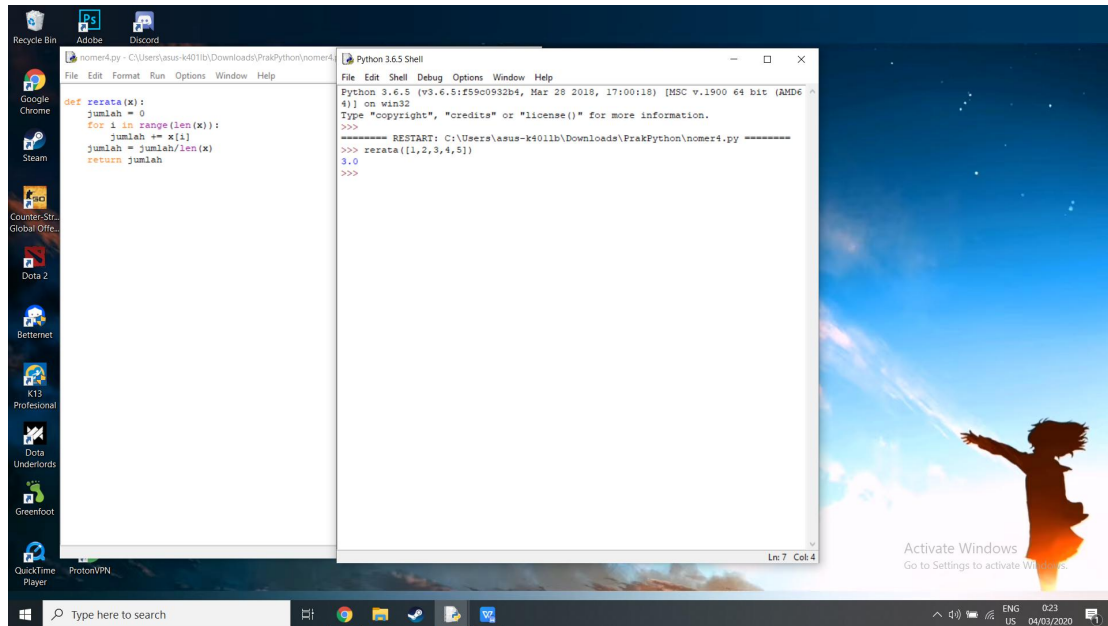 Recycle Bin
Adobe
Discord
Google
Chrome
Steam
Counter-Str...
Global Offe...
Dota 2
Betternet
K13
Profesional
Dota
Underlords
Greenfoot
QuickTime
Player
ProtonVPN
nomer4.py - C:\Users\asus-k401lb\Downloads\PrakPython\nomer4.
File Edit Format Run Options Window Help
def rerata(x):
    jumlah = 0
    for i in range(len(x)):
        jumlah += x[i]
    jumlah = jumlah/len(x)
    return jumlah
Python 3.6.5 Shell
File Edit Shell Debug Options Window Help
Python 3.6.5 (v3.6.5:f59c0932b4, Mar 28 2018, 17:00:18) [MSC v.1900 64 bit (AMD6
4)] on win32
Type "copyright", "credits" or "license()" for more information.
>>>
======== RESTART: C:\Users\asus-k401lb\Downloads\PrakPython\nomer4.py ========
>>> rerata([1,2,3,4,5])
3.0
>>>
Ln: 7 Col: 4
Activate Windows
Go to Settings to activate Windows.
Type here to search
ENG
US
0:23
04/03/2020